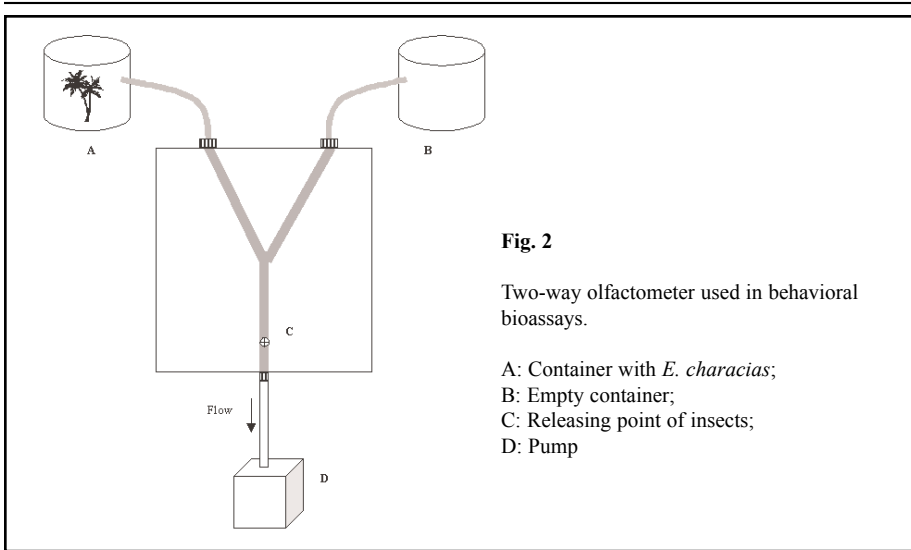 A
B
Fig. 2
Two-way olfactometer used in behavioral
bioassays.
C
A: Container with E. characias;
B: Empty container;
C: Releasing point of insects;
D: Pump
Flow
D